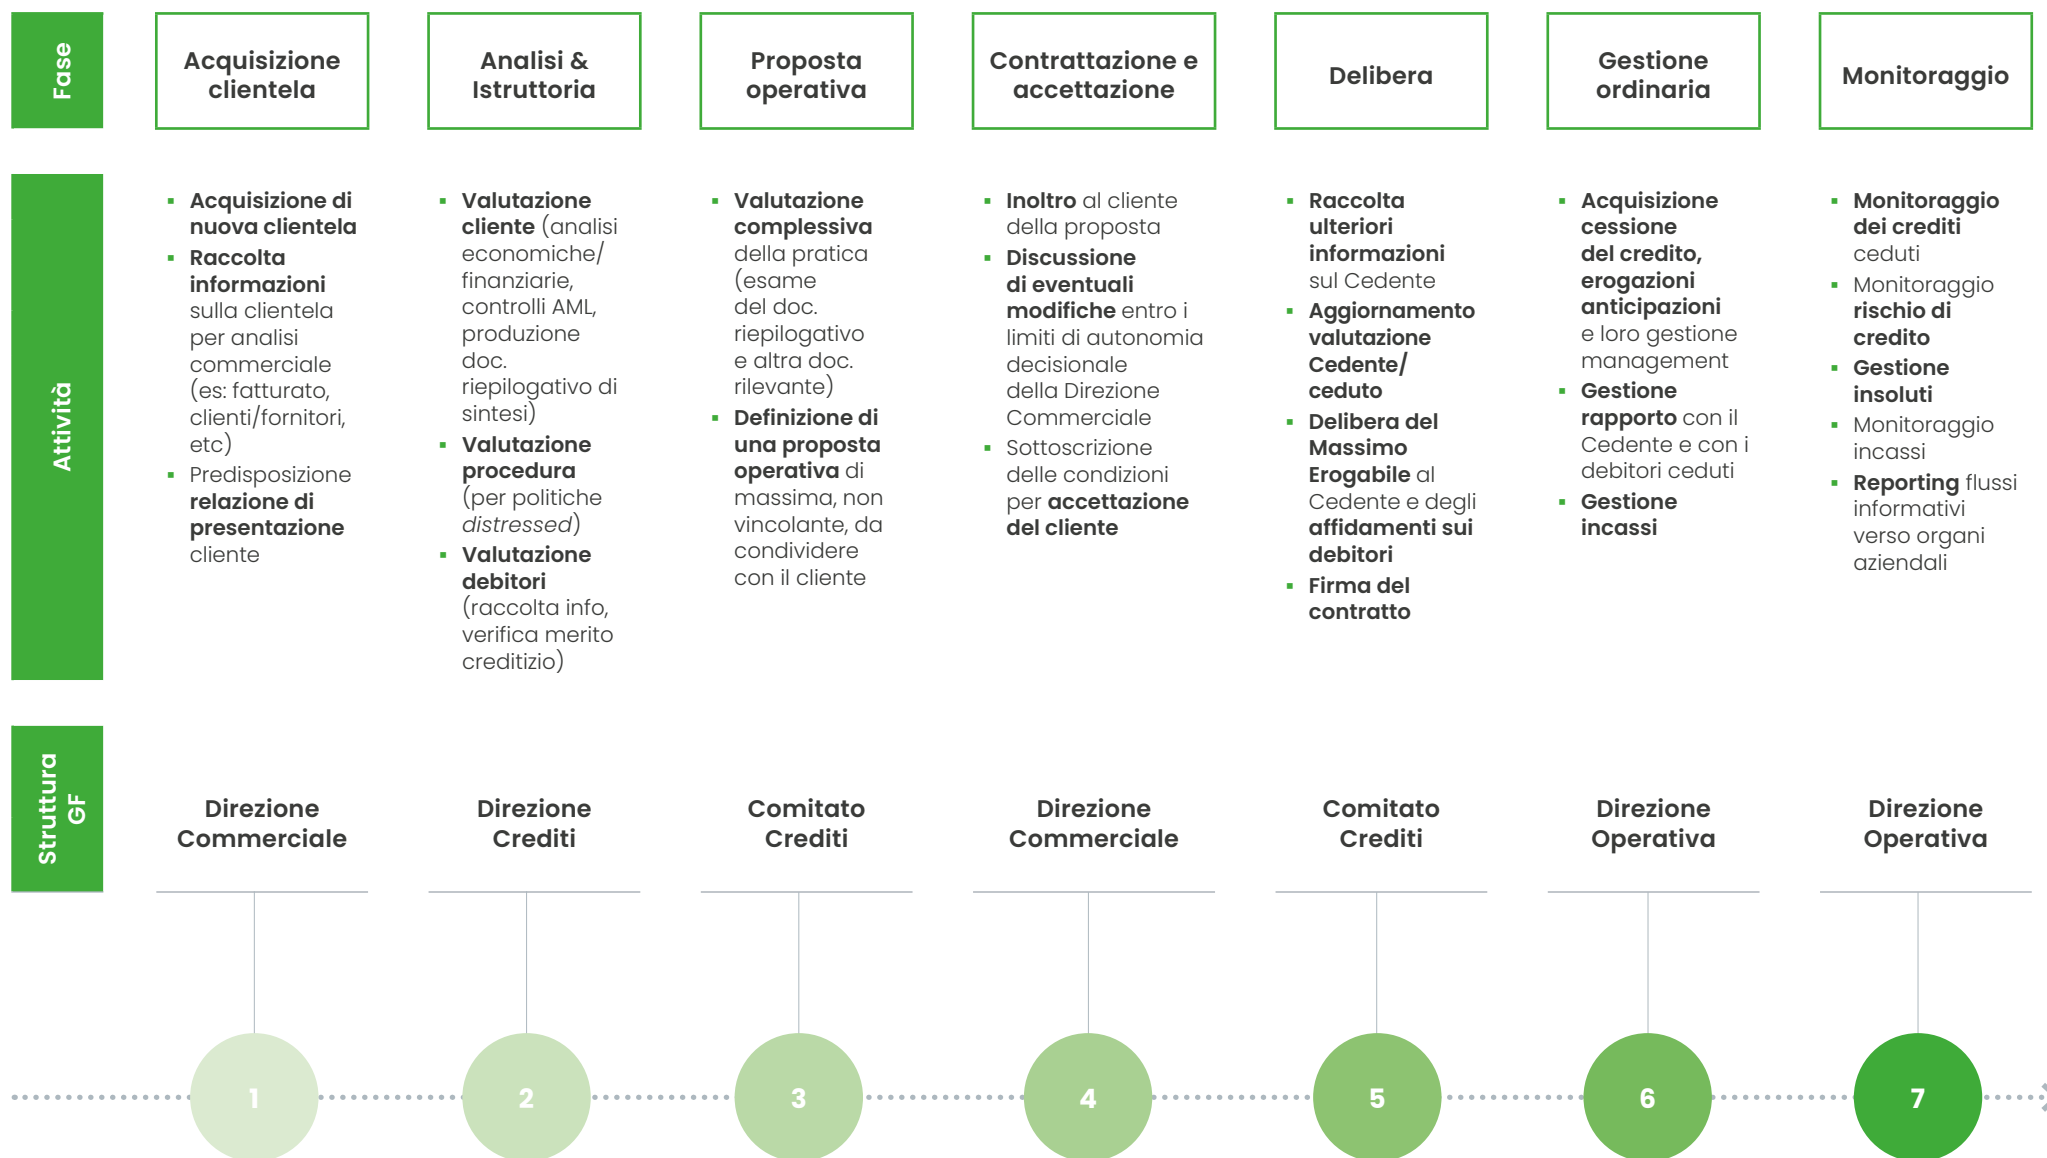 Fase
Acquisizione
clientela
Analisi &
Istruttoria
Proposta
operativa
Contrattazione e
accettazione
Delibera
Gestione
ordinaria
Monitoraggio
Attività
▪ Acquisizione di
nuova clientela
▪ Raccolta
informazioni
sulla clientela
per analisi
commerciale
(es: fatturato,
clienti/fornitori,
etc)
▪ Predisposizione
relazione di
presentazione
cliente
▪ Valutazione
cliente (analisi
economiche/
finanziarie,
controlli AML,
produzione
doc.
riepilogativo di
sintesi)
▪ Valutazione
procedura
(per politiche
distressed)
▪ Valutazione
debitori
(raccolta info,
verifica merito
creditizio)
▪ Valutazione
complessiva
della pratica
(esame
del doc.
riepilogativo
e altra doc.
rilevante)
▪ Definizione di
una proposta
operativa di
massima, non
vincolante, da
condividere
con il cliente
▪ Inoltro al cliente
della proposta
▪ Discussione
di eventuali
modifiche entro i
limiti di autonomia
decisionale
della Direzione
Commerciale
▪ Sottoscrizione
delle condizioni
per accettazione
del cliente
▪ Raccolta
ulteriori
informazioni
sul Cedente
▪ Aggiornamento
valutazione
Cedente/
ceduto
▪ Delibera del
Massimo
Erogabile al
Cedente e degli
affidamenti sui
debitori
▪ Firma del
contratto
▪ Acquisizione
cessione
del credito,
erogazioni
anticipazioni
e loro gestione
management
▪ Gestione
rapporto con il
Cedente e con i
debitori ceduti
▪ Gestione
incassi
▪ Monitoraggio
dei crediti
ceduti
▪ Monitoraggio
rischio di
credito
▪ Gestione
insoluti
▪ Monitoraggio
incassi
▪ Reporting flussi
informativi
verso organi
aziendali
Struttura
GF
Direzione
Commerciale
Direzione
Crediti
Comitato
Crediti
Direzione
Commerciale
Comitato
Crediti
Direzione
Operativa
Direzione
Operativa
1
2
3
4
5
6
7